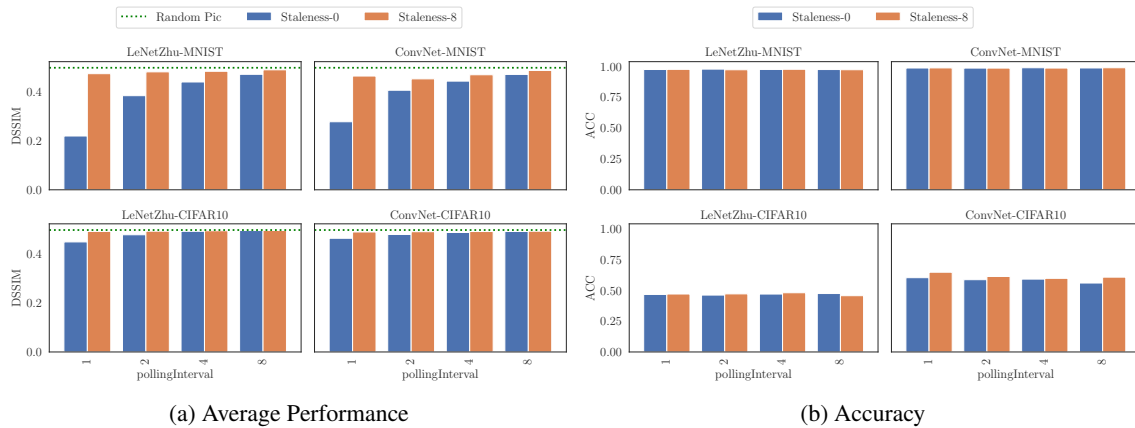 Random Pic Staleness-0 Staleness-8
LeNetZhu-MNIST
ConvNet-MNIST
DSSIM
0.4
0.2
0.0
LeNetZhu-CIFAR10
ConvNet-CIFAR10
DSSIM
0.4
0.2
0.0
1 2 4 8
1 2 4 8
pollingInterval
pollingInterval
(a) Average Performance
Staleness-0 Staleness-8
LeNetZhu-MNIST
ConvNet-MNIST
ACC
1.00
0.75
0.50
0.25
0.00
LeNetZhu-CIFAR10
ConvNet-CIFAR10
ACC
1.00
0.75
0.50
0.25
0.00
1 2 4 8
1 2 4 8
pollingInterval
pollingInterval
(b) Accuracy